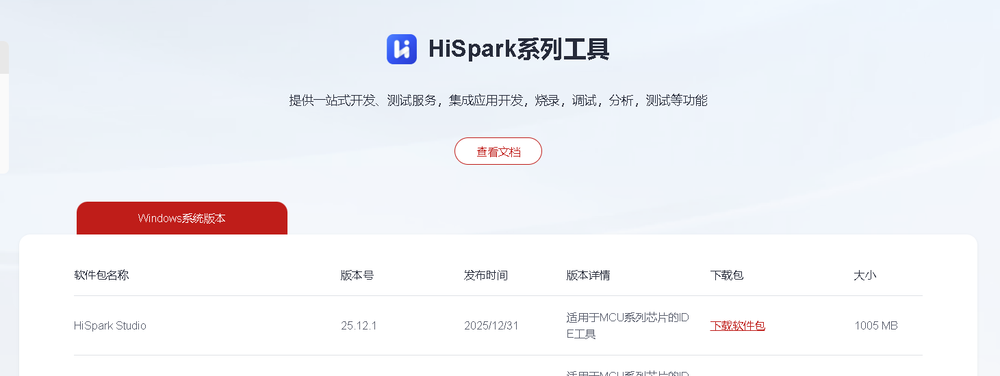 HiSpark系列工具
提供一站式开发、测试服务，集成应用开发，烧录，调试，分析，测试等功能
查看文档
Windows系统版本
软件包名称 版本号 发布时间 版本详情 下载包 大小
HiSpark Studio 25.12.1 2025/12/31 适用于MCU系列芯片的ID 下载软件包 1005 MB
E工具
适用于MCU系列芯片的ID